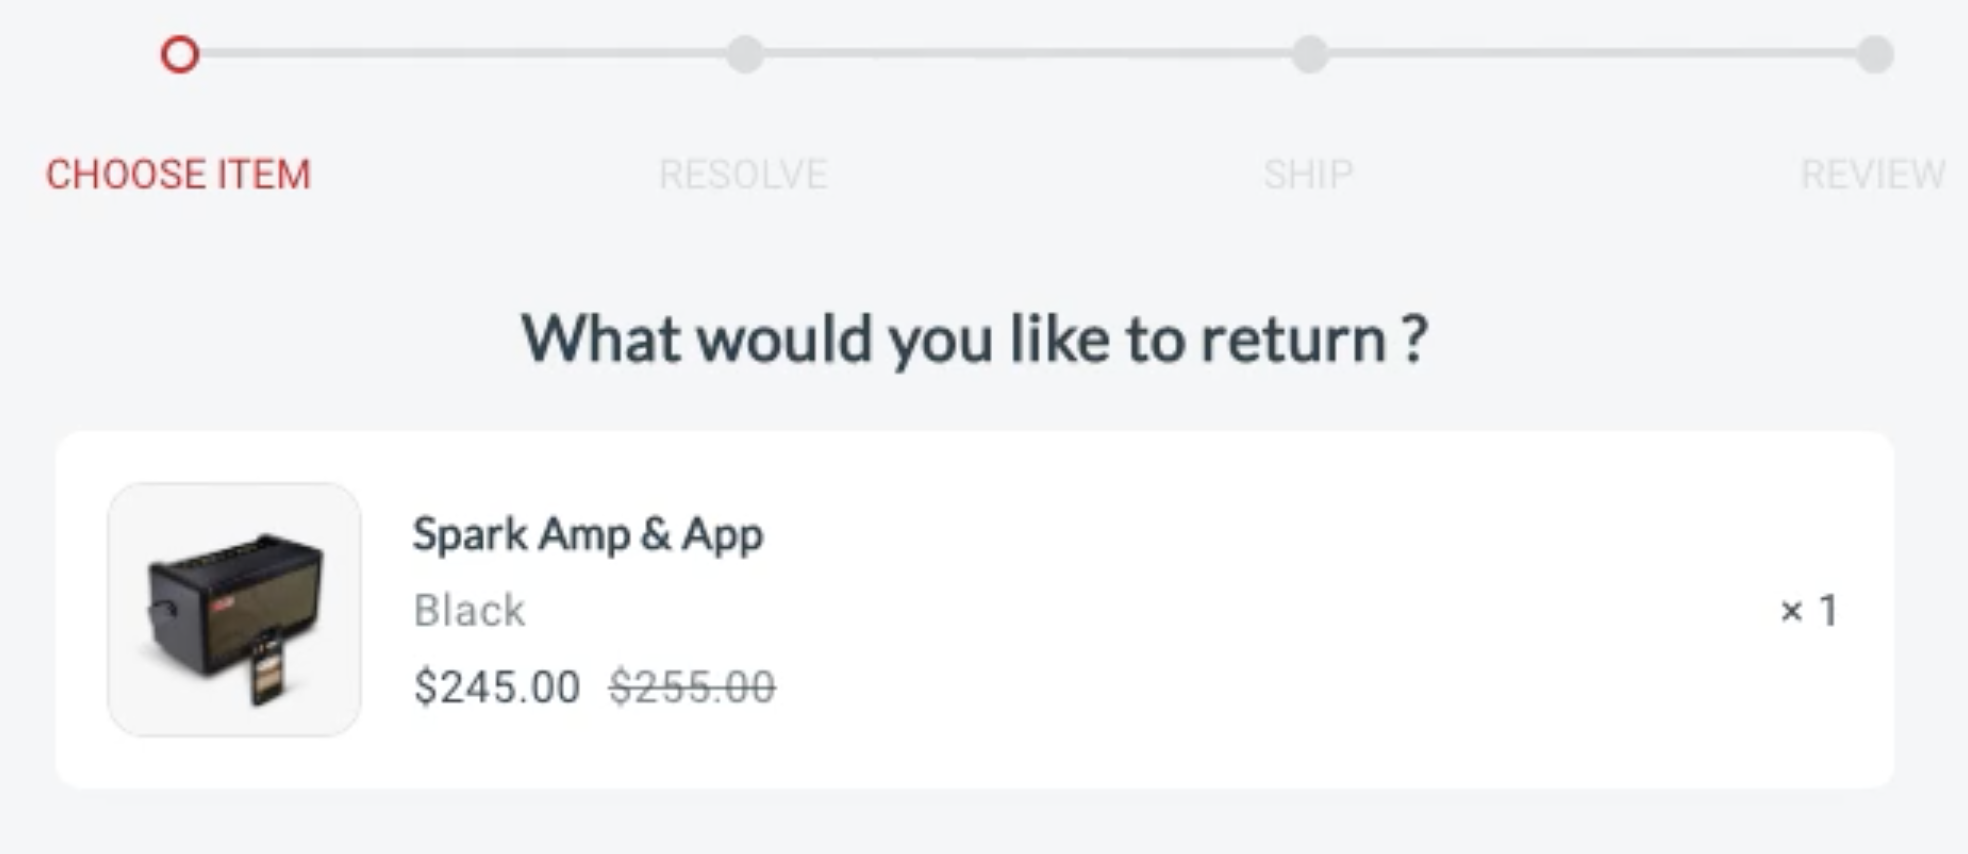 CHOOSE ITEM RESOLVE SHIP REVIEW
What would you like to return ?
Spark Amp & App
Black
× 1
$245.00 $255.00